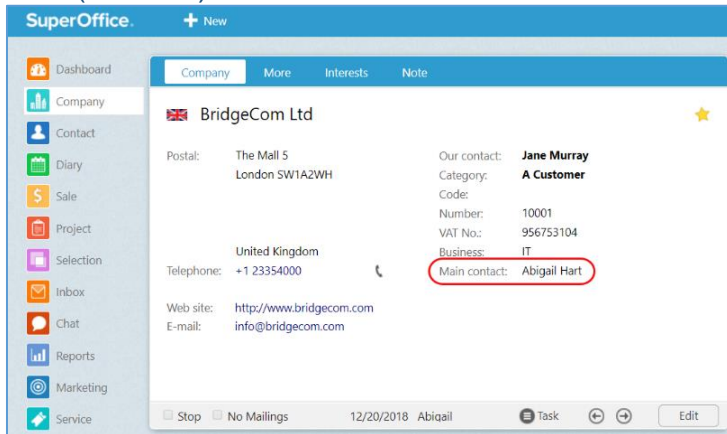 SuperOffice. + New
Dashboard
Company
Contact
Diary
Sale
Project
Selection
Inbox
Chat
Reports
Marketing
Service
Company More Interests Note
BridgeCom Ltd
Postal: The Mall 5
London SW1A2WH
United Kingdom
Telephone: +1 23354000
Web site: http://www.bridgecom.com
E-mail: info@bridgecom.com
Our contact: Jane Murray
Category: A Customer
Code:
Number: 10001
VAT No.: 956753104
Business: IT
Main contact: Abigail Hart
Stop No Mailings 12/20/2018 Abigail Task Edit